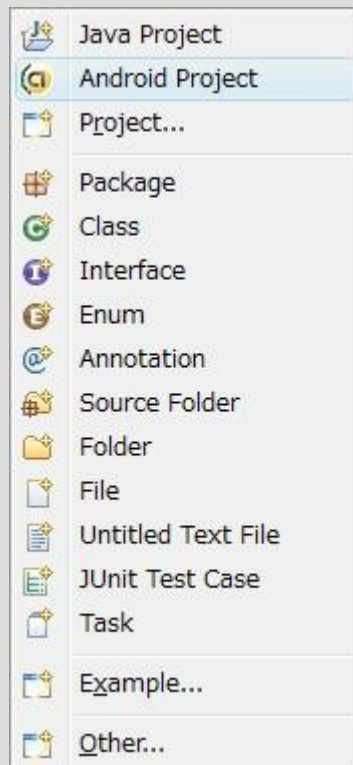 Java Project
Android Project
Project...
Package
Class
Interface
Enum
Annotation
Source Folder
Folder
File
Untitled Text File
JUnit Test Case
Task
Example...
Other...